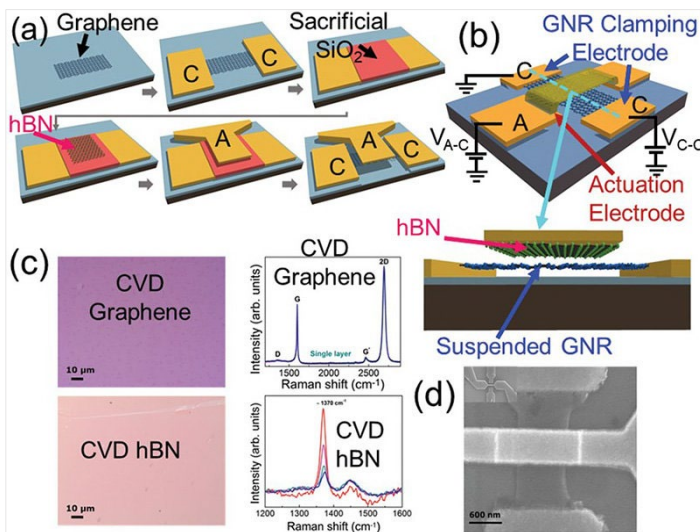 (a)
Graphene
Sacrificial
SiO2
C
C
hBN
A
C
C
A
(b)
GNR Clamping
Electrode
C
C
A
VA-C
VC-C
Actuation
Electrode
hBN
Suspended GNR
(c)
CVD
Graphene
10 µm
CVD
Graphene
Intensity (arb. units)
D
G
Single layer
G*
2D
1500
2000
2500
Raman shift (cm-1)
CVD hBN
10 µm
Intensity (arb. units)
~ 1370 cm-1
CVD
hBN
1200
1300
1400
1500
1600
Raman shift (cm-1)
(d)
600 nm